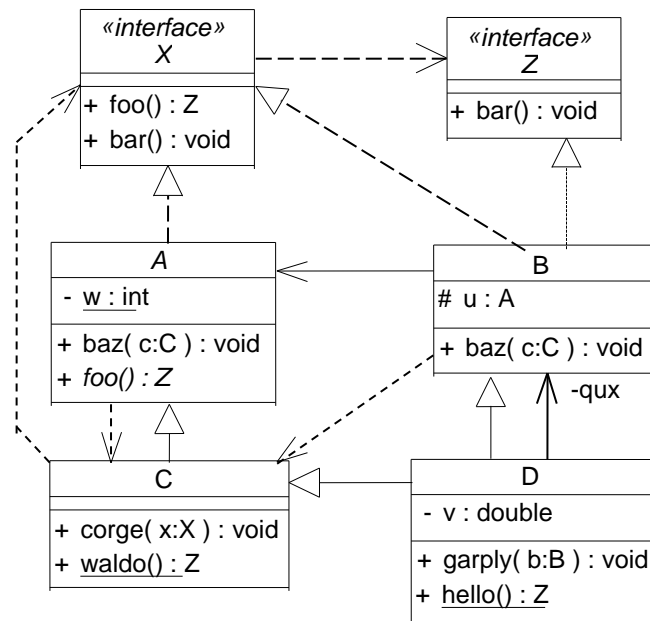 «interface»
X
+ foo() : Z
+ bar() : void
«interface»
Z
+ bar() : void
A
- w : int
+ baz( c:C ) : void
+ foo() : Z
B
# u : A
+ baz( c:C ) : void
-qux
C
+ corge( x:X ) : void
+ waldo() : Z
D
- v : double
+ garply( b:B ) : void
+ hello() : Z